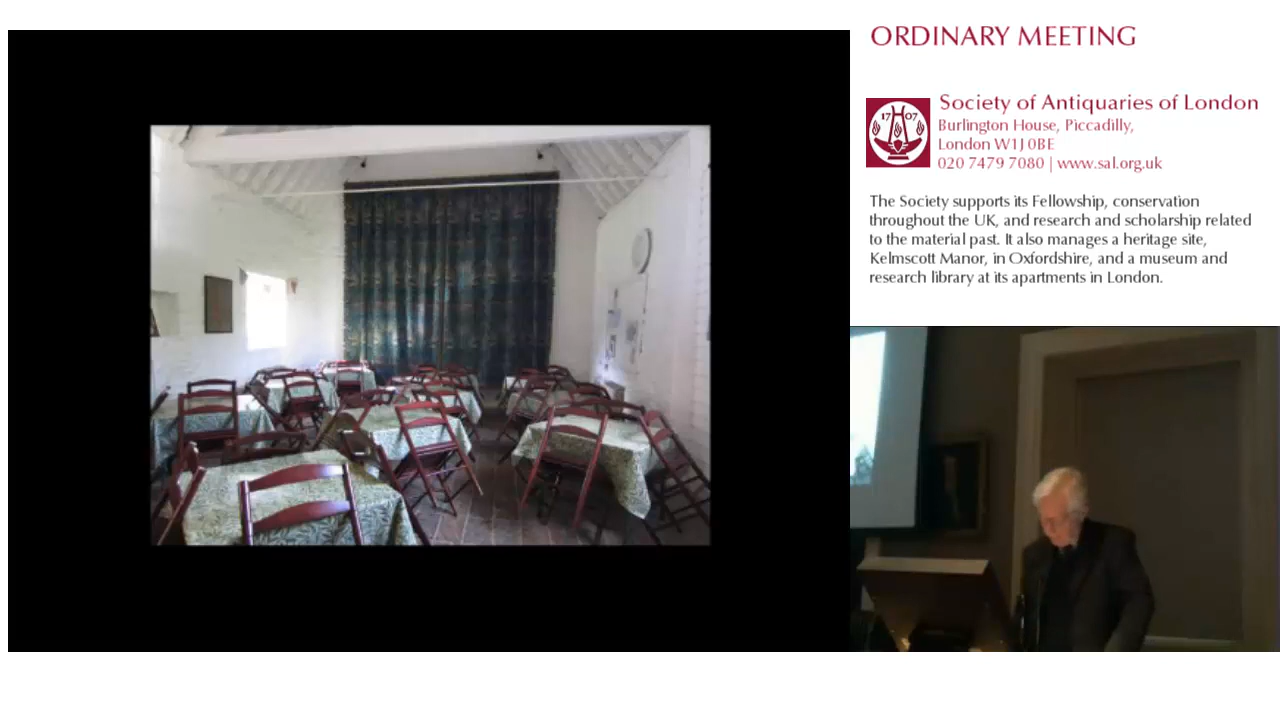 ORDINARY MEETING
17 07
Society of Antiquaries of London
Burlington House, Piccadilly,
London W1J 0BE
020 7479 7080 | www.sal.org.uk
The Society supports its Fellowship, conservation
throughout the UK, and research and scholarship related
to the material past. It also manages a heritage site,
Kelmscott Manor, in Oxfordshire, and a museum and
research library at its apartments in London.